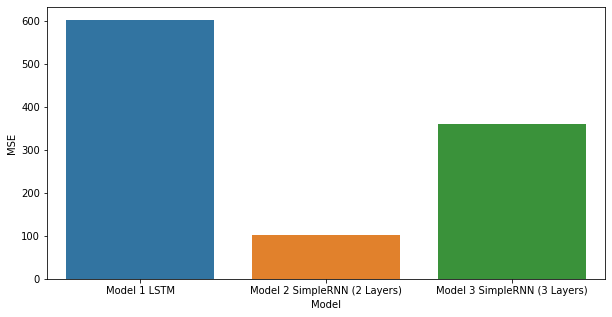 MSE
600
500
400
300
200
100
0
Model 1 LSTM
Model 2 SimpleRNN (2 Layers)
Model 3 SimpleRNN (3 Layers)
Model